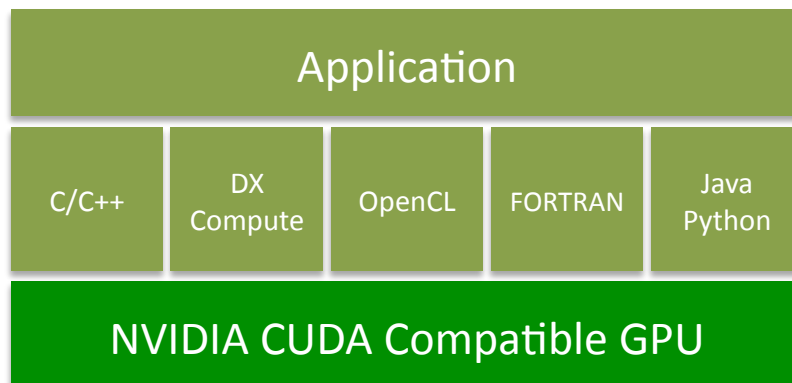 Application
C/C++
DX
Compute
OpenCL
FORTRAN
Java
Python
NVIDIA CUDA Compatible GPU